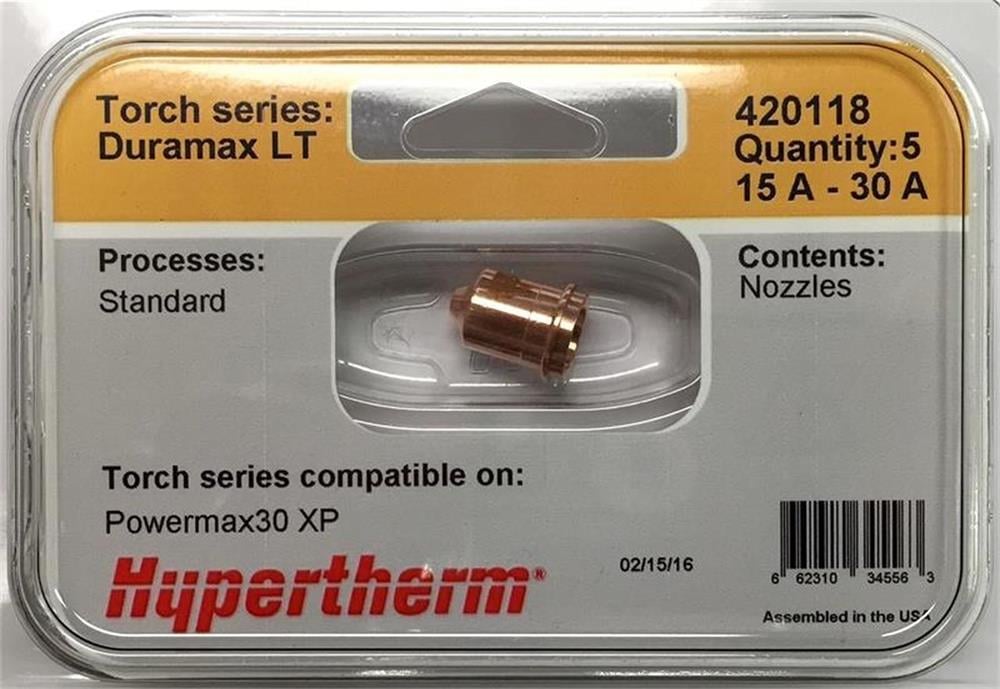 Torch series:
Duramax LT
420118
Quantity:5
15 A - 30 A
Processes:
Standard
Contents:
Nozzles
Torch series compatible on:
Powermax30 XP
Hypertherm®
02/15/16
6 62310 34556 3
Assembled in the USA